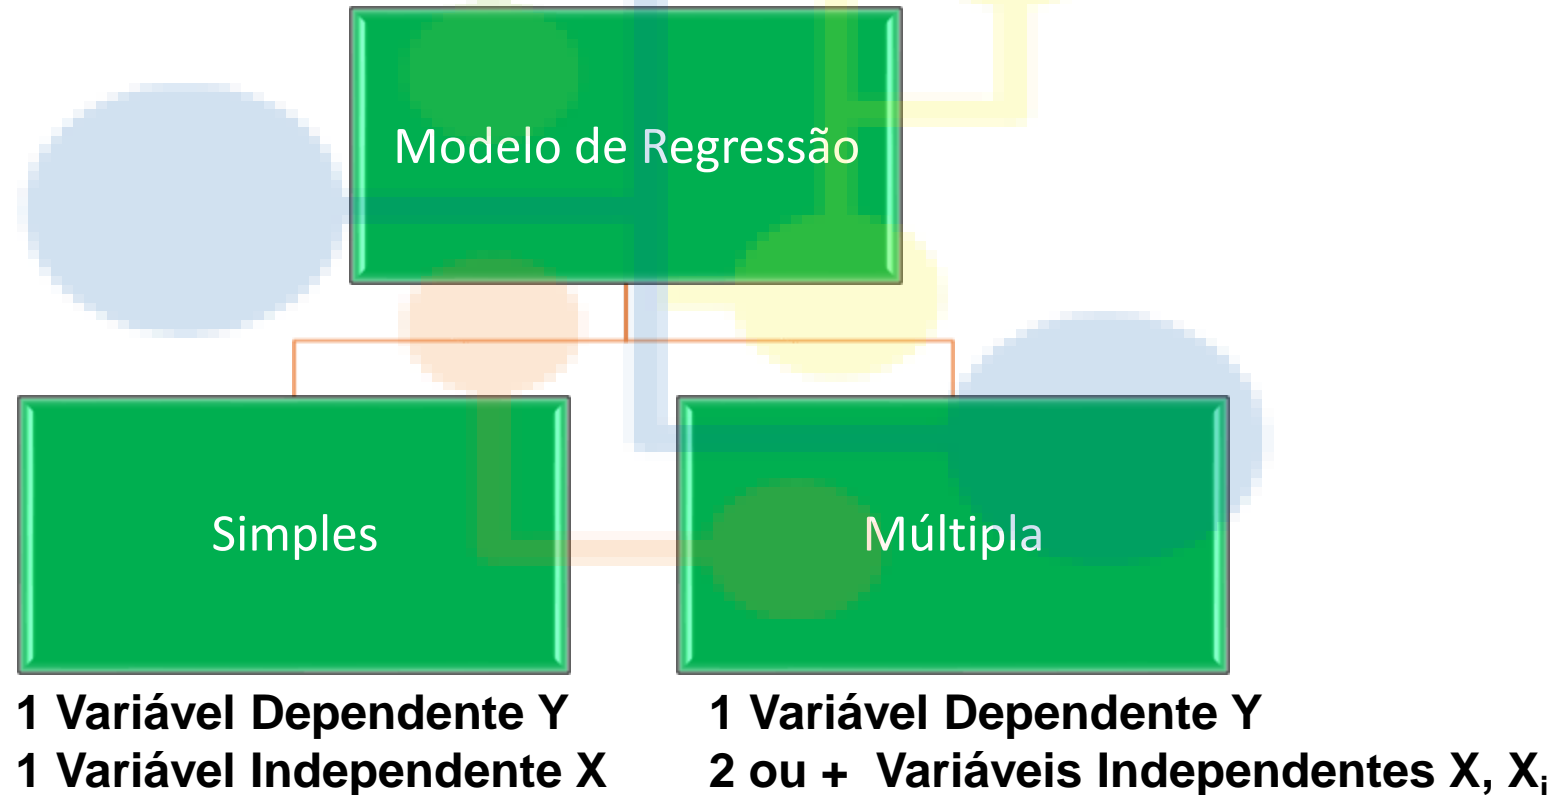 Modelo de Regressão
Simples
Múltipla
1 Variável Dependente Y
1 Variável Independente X
1 Variável Dependente Y
2 ou + Variáveis Independentes X, Xᵢ